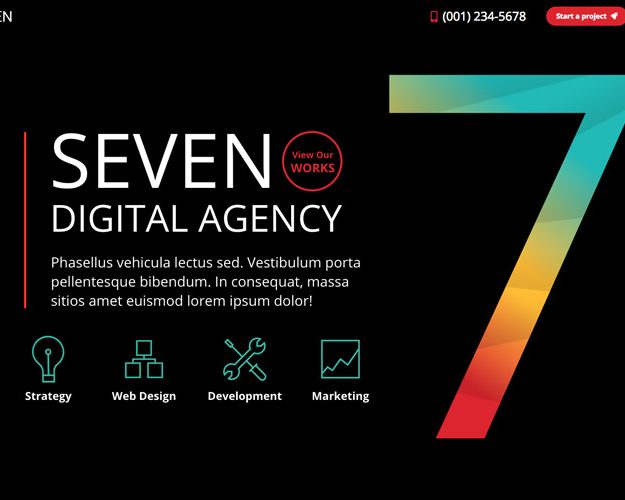 EN
(001) 234-5678
Start a project
SEVEN
View Our
WORKS
DIGITAL AGENCY
Phasellus vehicula lectus sed. Vestibulum porta
pellentesque bibendum. In consequat, massa
sitios amet euismod lorem ipsum dolor!
Strategy
Web Design
Development
Marketing
7